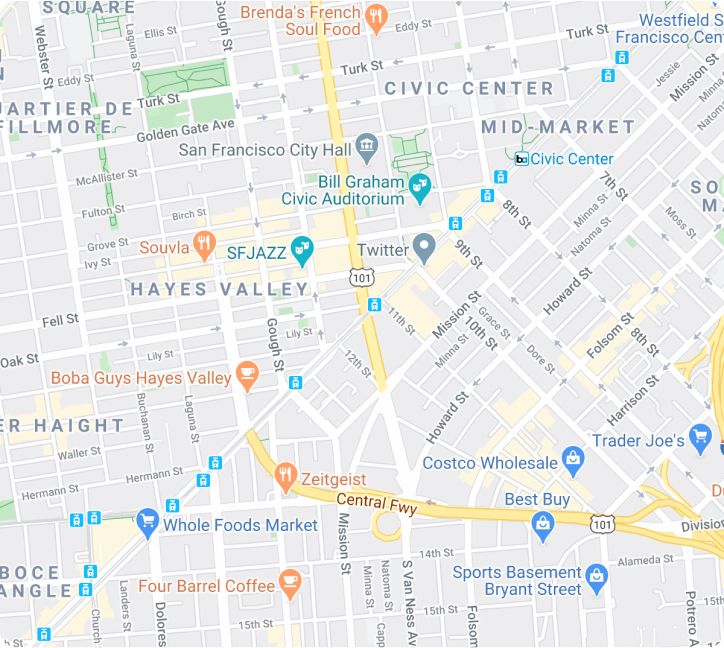 SQUARE
Brenda's French
Soul Food
Westfield S
Francisco Cent
Webster St
Laguna St
Ellis St
Gough St
Eddy St
Eddy St
Turk St
Jessie
Mission St
Minna
Natoma
CIVIC CENTER
UARTIER DE
FILLMORE
Turk St
Golden Gate Ave
MID-MARKET
San Francisco City Hall
Civic Center
McAllister St
Bill Graham
Civic Auditorium
7th St
SO
MA
Fulton St
Birch St
8th St
Minna St
Natoma St
Moss St
Grove St
Ivy St
Souvla
SFJAZZ
Twitter
9th St
101
HAYES VALLEY
Howard St
Fell St
11th St
Mission St
10th St
Grace St
Minna St
Dore St
Folsom St
8th St
Oak St
Lily St
Lily St
Gough St
12th St
Boba Guys Hayes Valley
Buchanan St
Laguna St
Howard St
Harrison St
ER HAIGHT
Waller St
Trader Joe's
Costco Wholesale
Hermann St
Hermann St
Zeitgeist
Best Buy
Central Fwy
101
Division
Whole Foods Market
Mission St
14th St
Alameda St
BOCE
ANGLE
Four Barrel Coffee
Sports Basement
Bryant Street
Landers St
Church
Dolores
15th St
Minna St
Natoma St
Capp
S Van Ness Av
Folsom
15th St
15th St
Potrero A